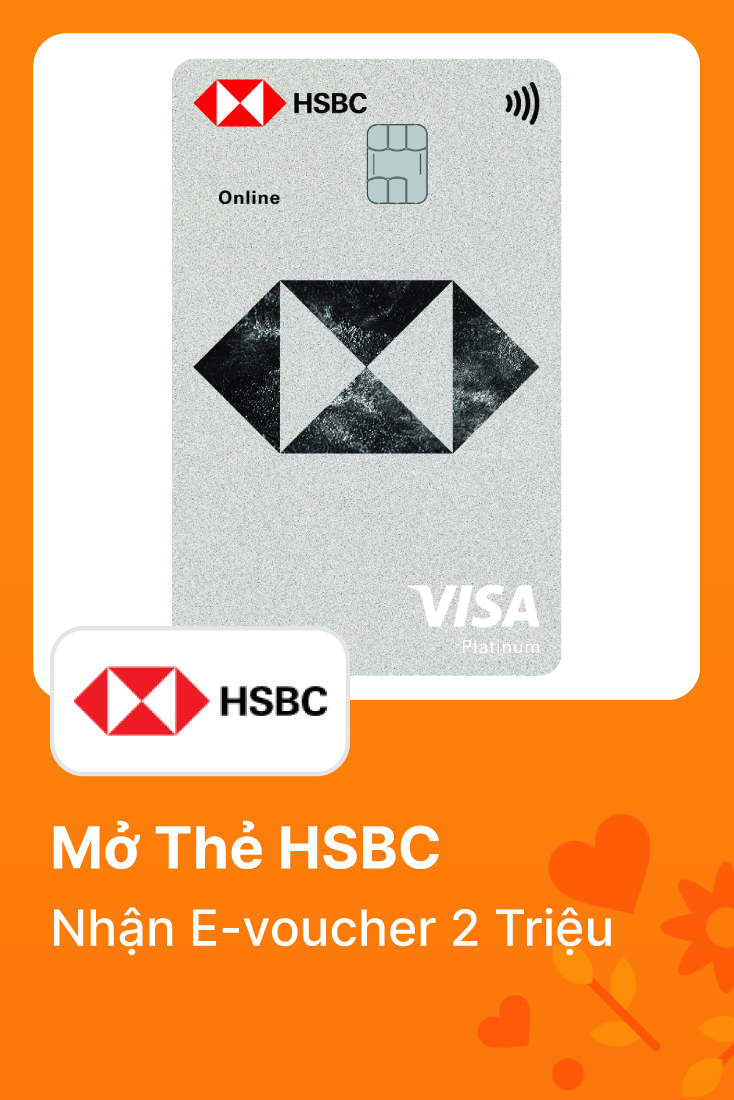 HSBC
Online
VISA
Platinum
HSBC
Mở Thẻ HSBC
Nhận E-voucher 2 Triệu